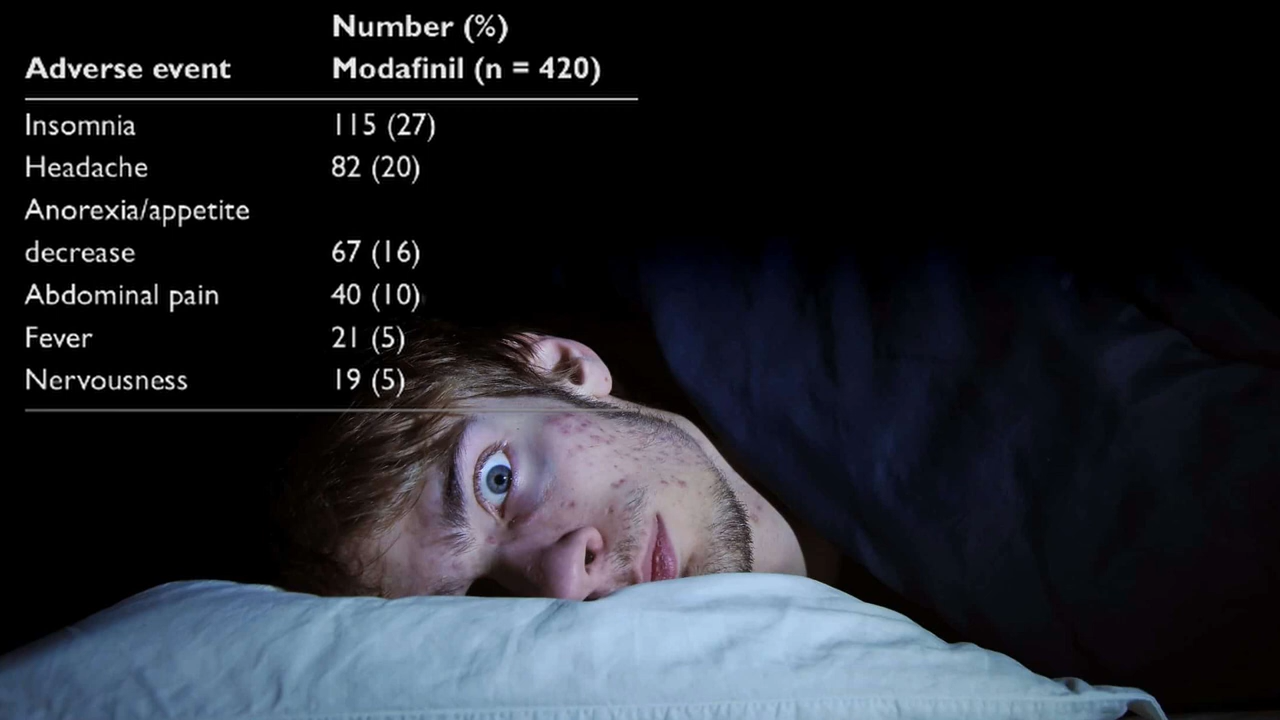 Number (%)
Adverse event Modafinil (n = 420)
Insomnia 115 (27)
Headache 82 (20)
Anorexia/appetite
decrease 67 (16)
Abdominal pain 40 (10)
Fever 21 (5)
Nervousness 19 (5)